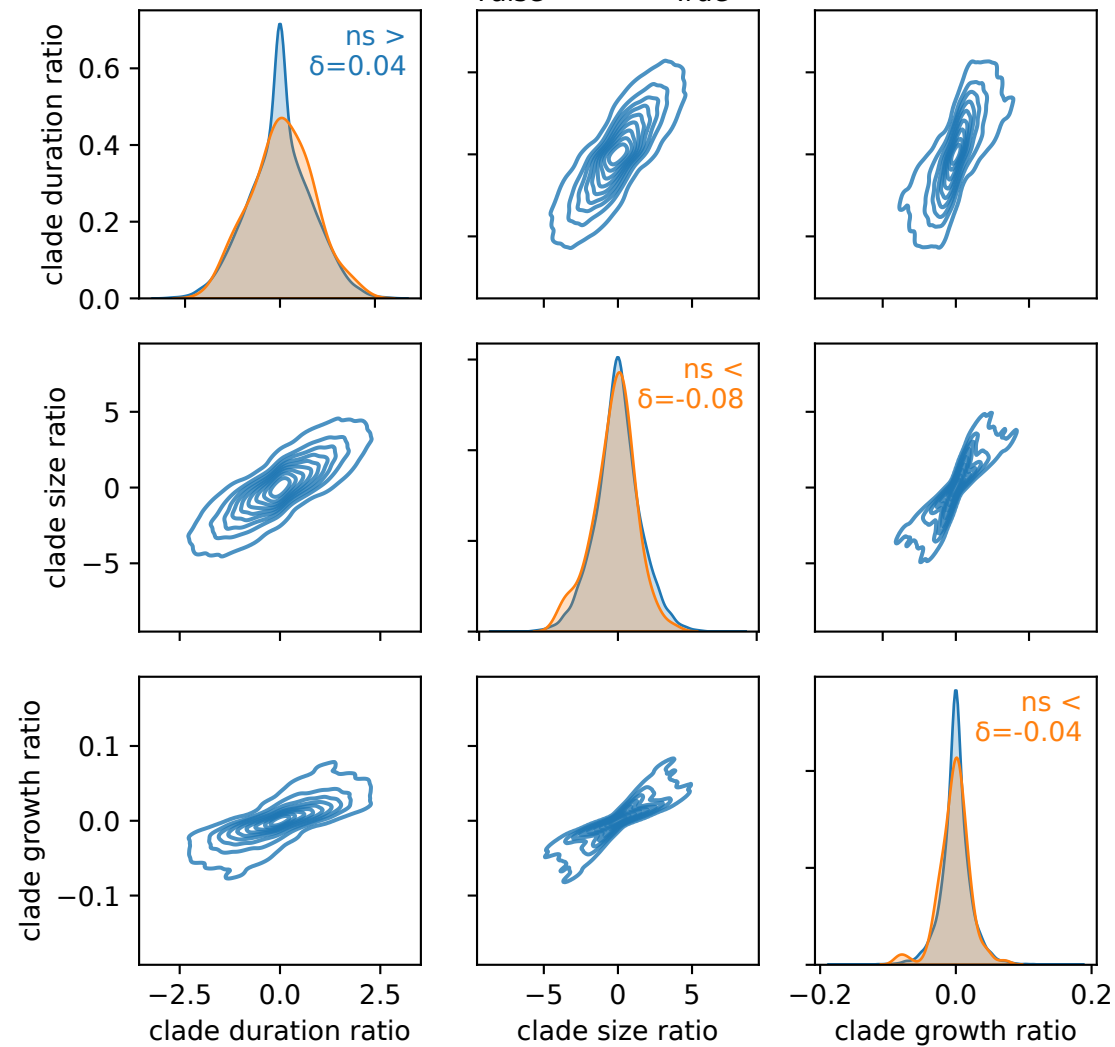 clade duration ratio
0.6
0.4
0.2
0.0
ns >
δ=0.04
clade size ratio
5
0
−5
ns <
δ=-0.08
clade growth ratio
0.1
0.0
−0.1
ns <
δ=-0.04
−2.5
0.0
2.5
−5
0
5
−0.2
0.0
0.2
clade duration ratio
clade size ratio
clade growth ratio